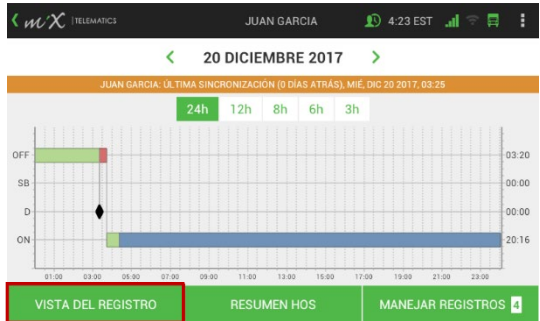 m'X TELEMATICS JUAN GARCIA 4:23 EST
20 DICIEMBRE 2017
JUAN GARCIA: ÚLTIMA SINCRONIZACIÓN (0 DÍAS ATRÁS), MIÉ, DIC 20 2017, 03:25
24h 12h 8h 6h 3h
OFF 03:20
SB 00:00
D 00:00
ON 20:16
01:00 03:00 05:00 07:00 09:00 11:00 13:00 15:00 17:00 19:00 21:00 23:00
VISTA DEL REGISTRO RESUMEN HOS MANEJAR REGISTROS 4